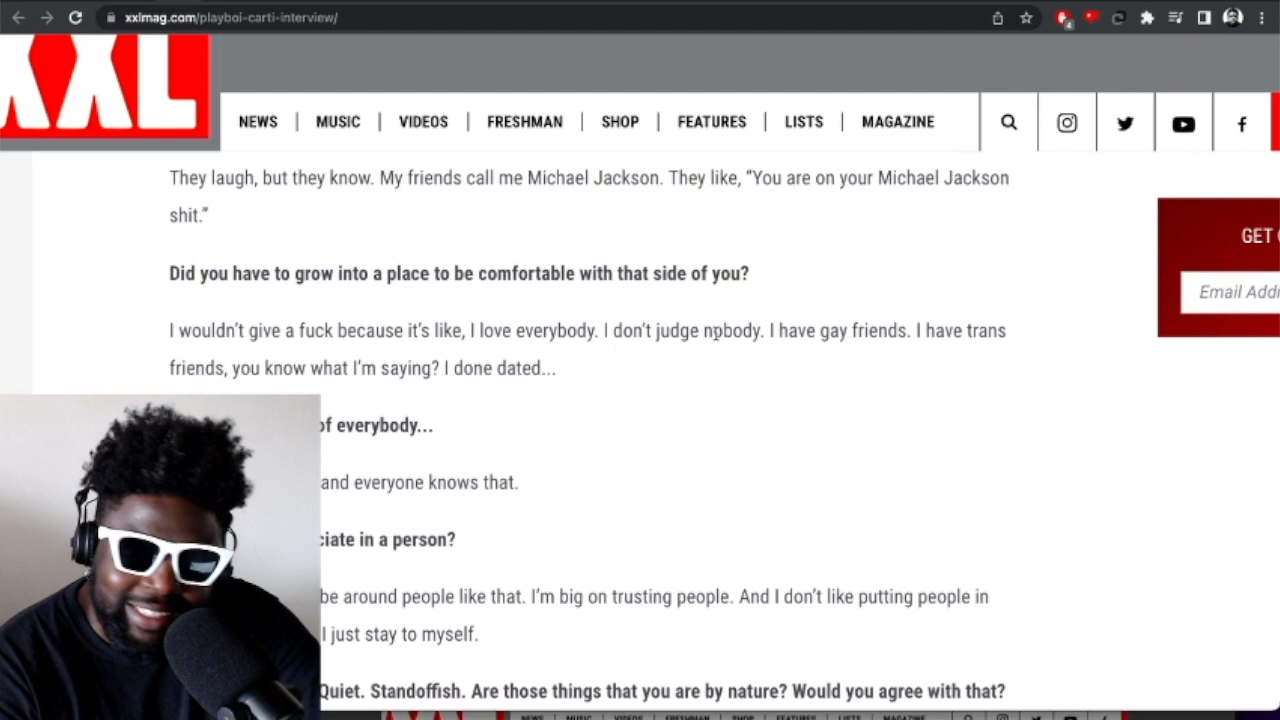 xxlmag.com/playboi-carti-interview/
4
XXL
NEWS | MUSIC | VIDEOS | FRESHMAN | SHOP | FEATURES | LISTS | MAGAZINE
They laugh, but they know. My friends call me Michael Jackson. They like, “You are on your Michael Jackson
shit.”
GET
Email Addr
Did you have to grow into a place to be comfortable with that side of you?
I wouldn’t give a fuck because it’s like, I love everybody. I don’t judge nobody. I have gay friends. I have trans
friends, you know what I’m saying? I done dated...
of everybody...
and everyone knows that.
ciate in a person?
be around people like that. I’m big on trusting people. And I don’t like putting people in
I just stay to myself.
Quiet. Standoffish. Are those things that you are by nature? Would you agree with that?